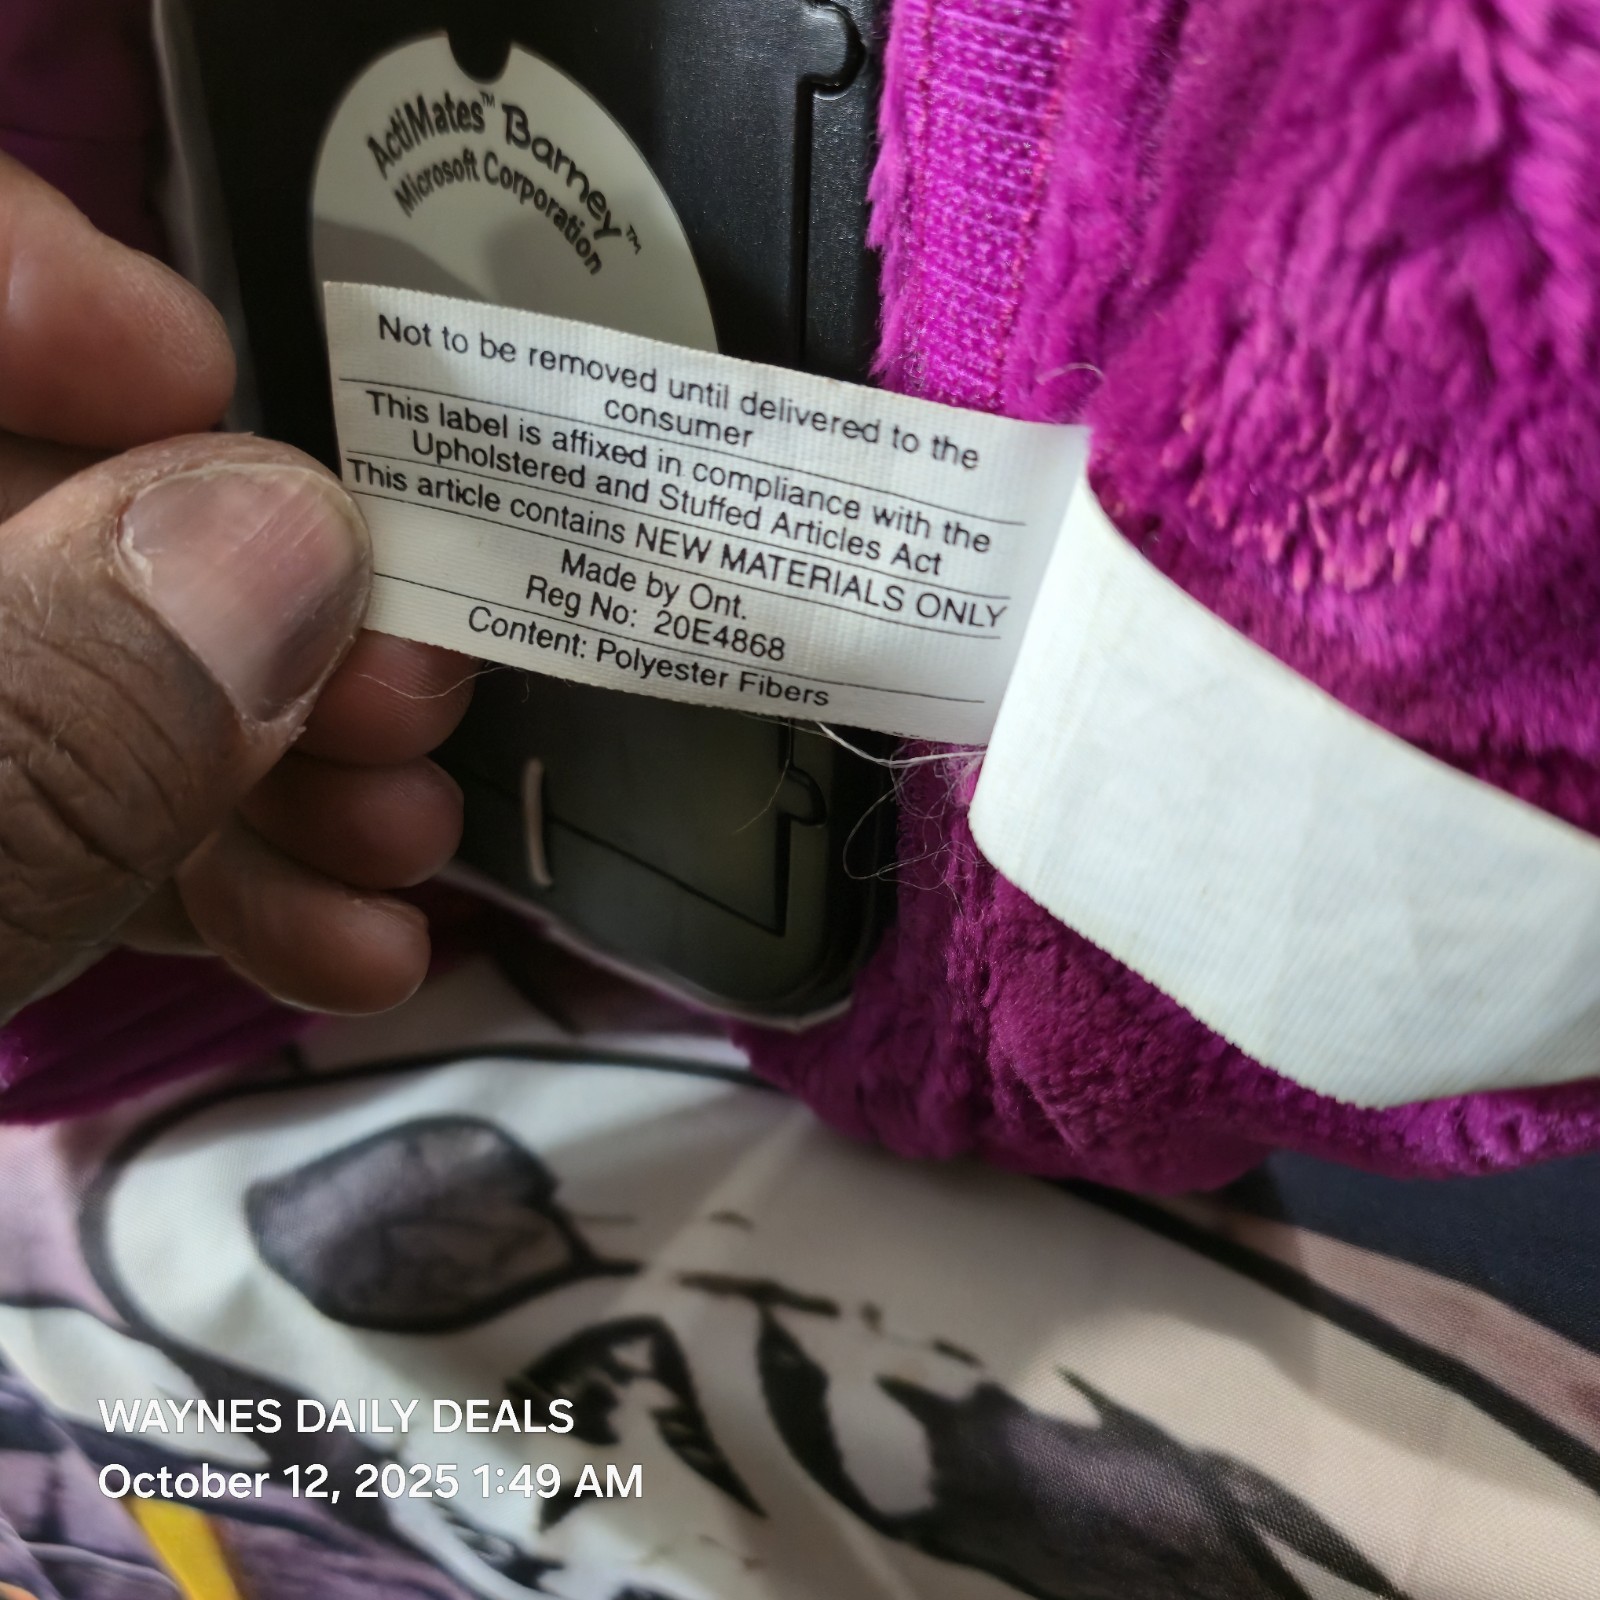 ActiMates™ Barney™
Microsoft Corporation
Not to be removed until delivered to the
consumer
This label is affixed in compliance with the
Upholstered and Stuffed Articles Act
This article contains NEW MATERIALS ONLY
Made by Ont.
Reg No: 20E4868
Content: Polyester Fibers
WAYNES DAILY DEALS
October 12, 2025 1:49 AM